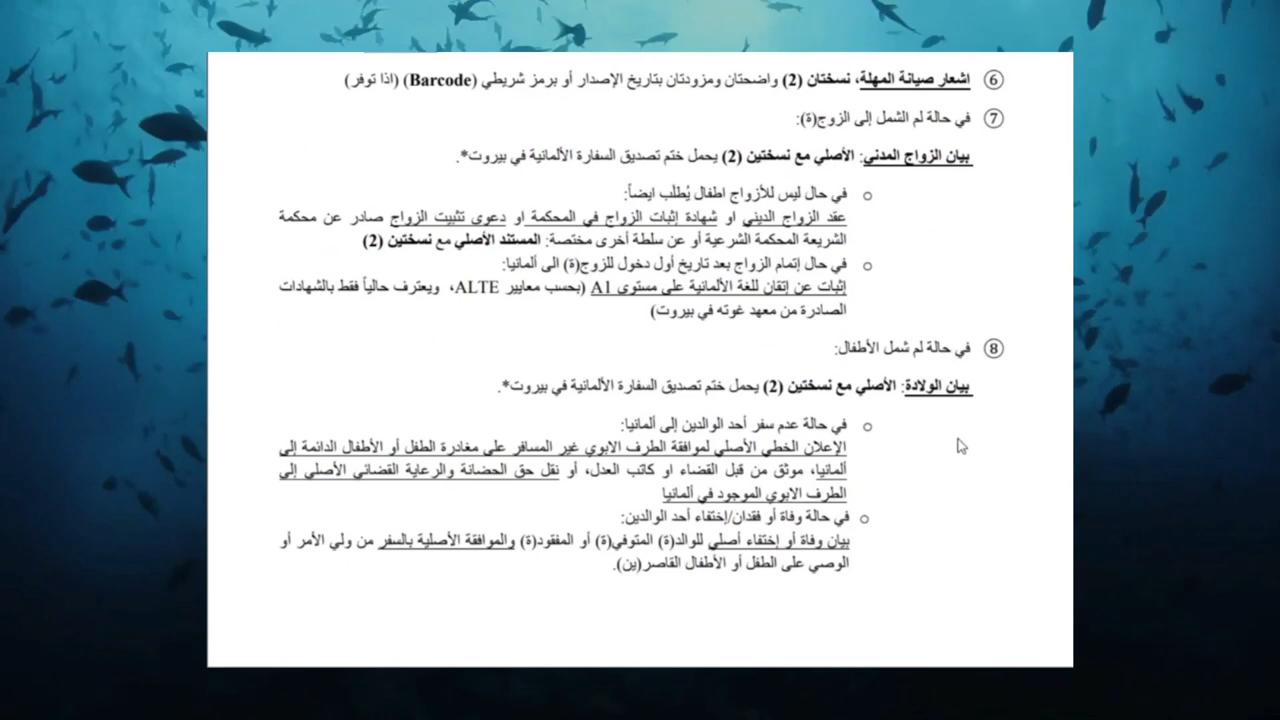 ⑥ اشعار صيانة المهلة، نسختان (2) واضحتان ومزودتان بتاريخ الإصدار أو برمز شريطي (Barcode) (اذا توفر)
⑦ في حالة لم الشمل إلى الزوج(ة):
بيان الزواج المدني: الأصلي مع نسختين (2) يحمل ختم تصديق السفارة الألمانية في بيروت*.
o في حال ليس للأزواج اطفال يُطلَب ايضاً:
عقد الزواج الديني او شهادة إثبات الزواج في المحكمة او دعوى تثبيت الزواج صادر عن محكمة
الشريعة المحكمة الشرعية أو عن سلطة أخرى مختصة: المستند الأصلي مع نسختين (2)
o في حال إتمام الزواج بعد تاريخ أول دخول للزوج(ة) الى ألمانيا:
إثبات عن إتقان للغة الألمانية على مستوى A1 (بحسب معايير ALTE، ويعترف حالياً فقط بالشهادات
الصادرة من معهد غوته في بيروت)
⑧ في حالة لم شمل الأطفال:
بيان الولادة: الأصلي مع نسختين (2) يحمل ختم تصديق السفارة الألمانية في بيروت*.
o في حالة عدم سفر أحد الوالدين إلى ألمانيا:
الإعلان الخطي الأصلي لموافقة الطرف الابوي غير المسافر على مغادرة الطفل أو الأطفال الدائمة إلى
ألمانيا، موثق من قبل القضاء او كاتب العدل، أو نقل حق الحضانة والرعاية القضائي الأصلي إلى
الطرف الابوي الموجود في ألمانيا
o في حالة وفاة أو فقدان/إختفاء أحد الوالدين:
بيان وفاة أو إختفاء أصلي للوالد(ة) المتوفي(ة) أو المفقود(ة) والموافقة الأصلية بالسفر من ولي الأمر أو
الوصي على الطفل أو الأطفال القاصر(ين).